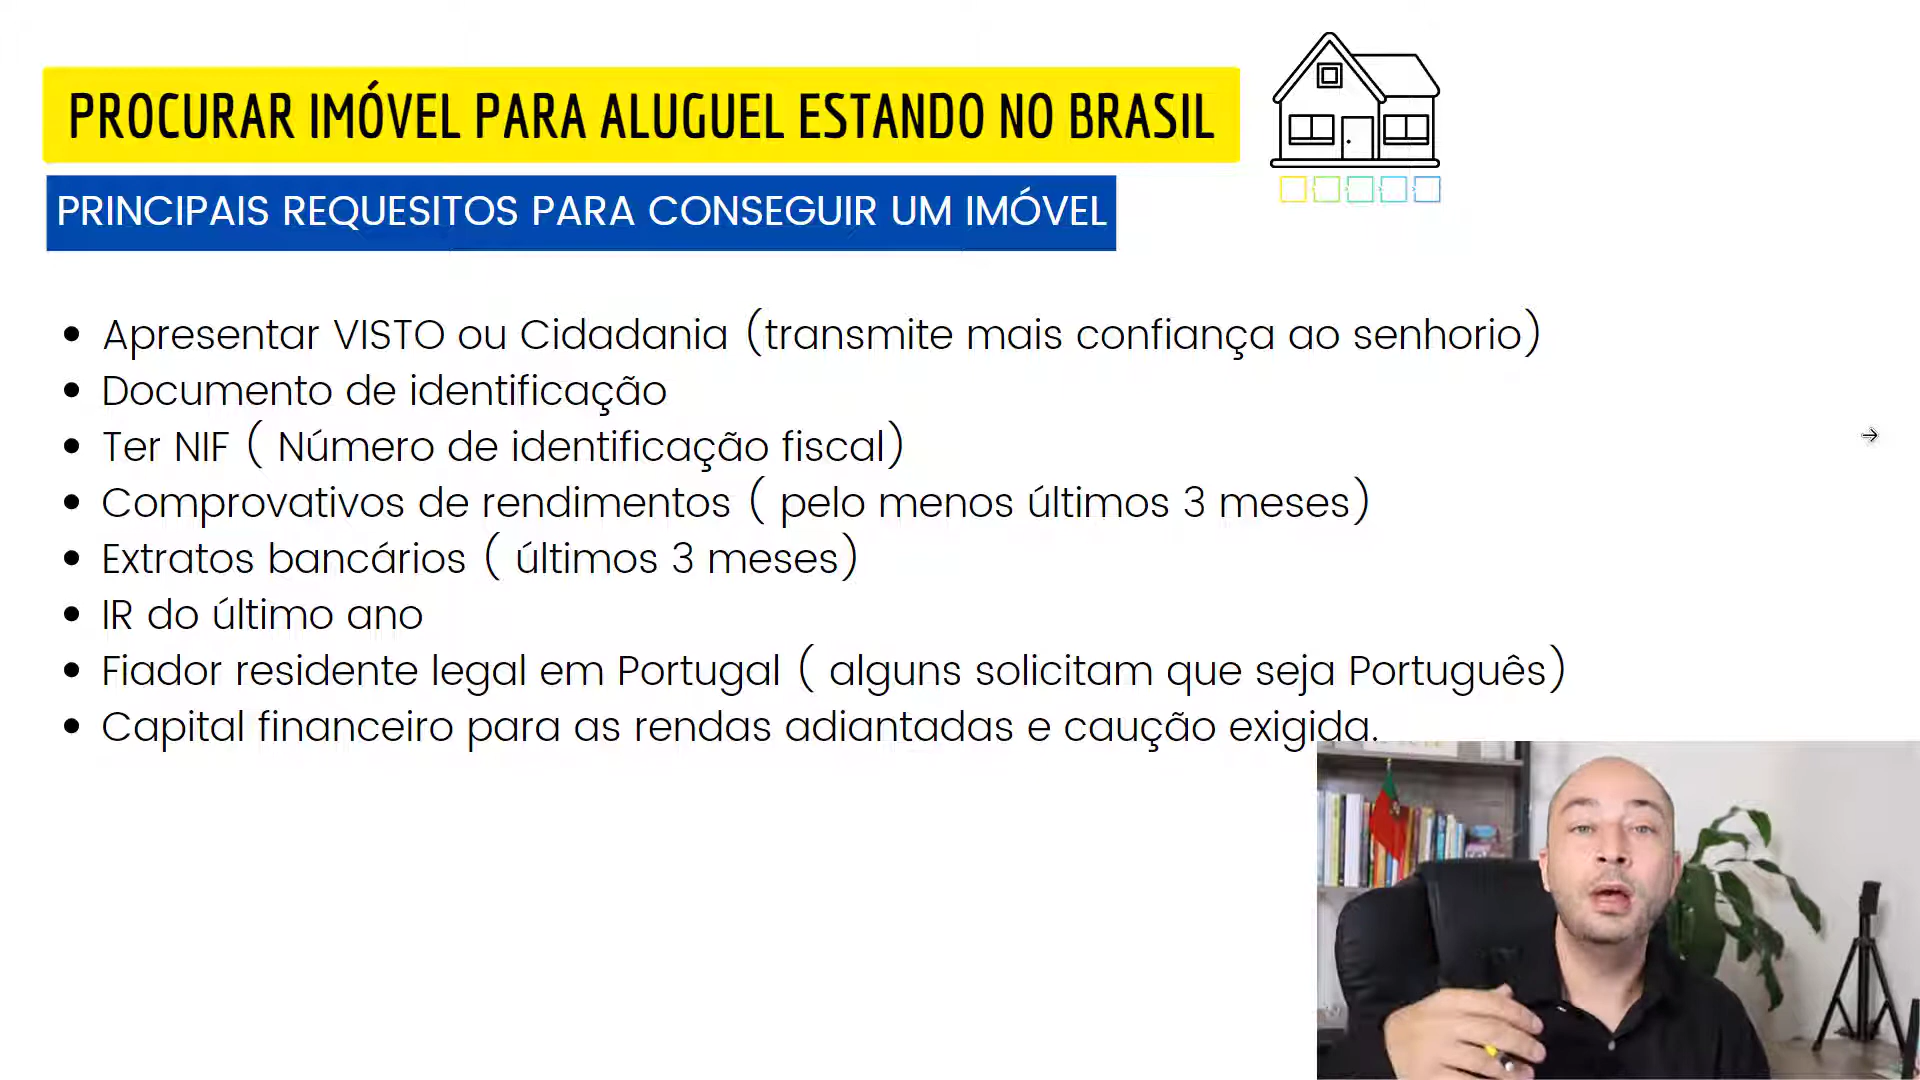 PROCURAR IMÓVEL PARA ALUGUEL ESTANDO NO BRASIL
PRINCIPAIS REQUESITOS PARA CONSEGUIR UM IMÓVEL
• Apresentar VISTO ou Cidadania (transmite mais confiança ao senhorio)
• Documento de identificação
• Ter NIF ( Número de identificação fiscal)
• Comprovativos de rendimentos ( pelo menos últimos 3 meses)
• Extratos bancários ( últimos 3 meses)
• IR do último ano
• Fiador residente legal em Portugal ( alguns solicitam que seja Português)
• Capital financeiro para as rendas adiantadas e caução exigida.